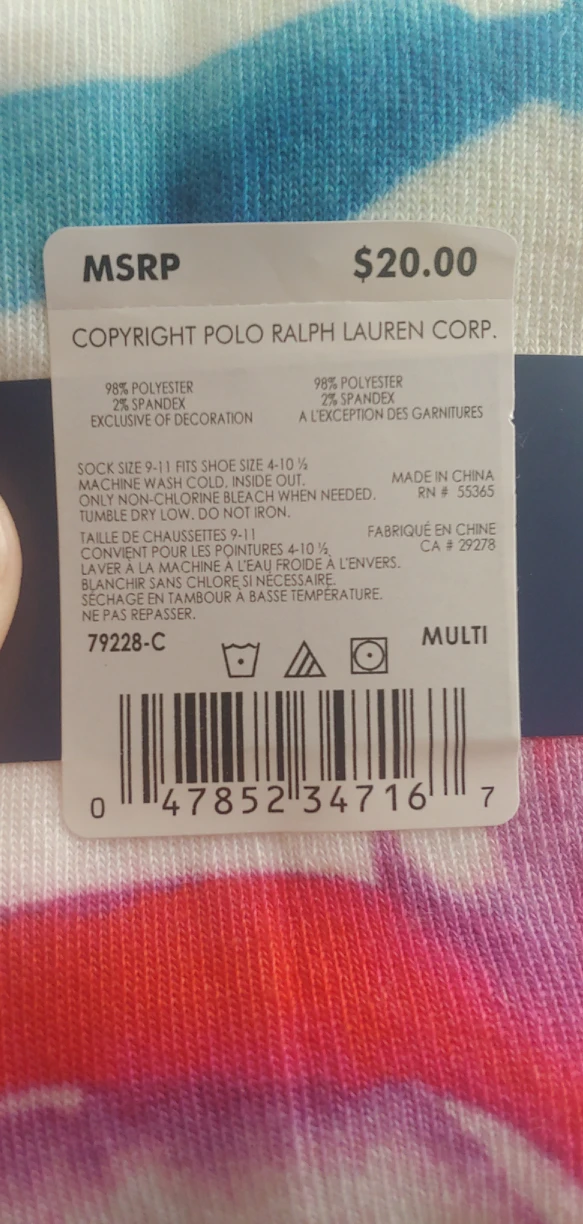 MSRP $20.00
COPYRIGHT POLO RALPH LAUREN CORP.
98% POLYESTER
2% SPANDEX
EXCLUSIVE OF DECORATION
98% POLYESTER
2% SPANDEX
A L'EXCEPTION DES GARNITURES
SOCK SIZE 9-11 FITS SHOE SIZE 4-10 ½
MACHINE WASH COLD. INSIDE OUT.
ONLY NON-CHLORINE BLEACH WHEN NEEDED.
TUMBLE DRY LOW. DO NOT IRON.
MADE IN CHINA
RN # 55365
TAILLE DE CHAUSSETTES 9-11
CONVIENT POUR LES POINTURES 4-10 ½
LAVER À LA MACHINE A L'EAU FROIDE À L'ENVERS.
BLANCHIR SANS CHLORE SI NÉCESSAIRE.
SÉCHAGE EN TAMBOUR À BASSE TEMPÉRATURE.
NE PAS REPASSER.
FABRIQUÉ EN CHINE
CA # 29278
79228-C MULTI
0 47852 34716 7